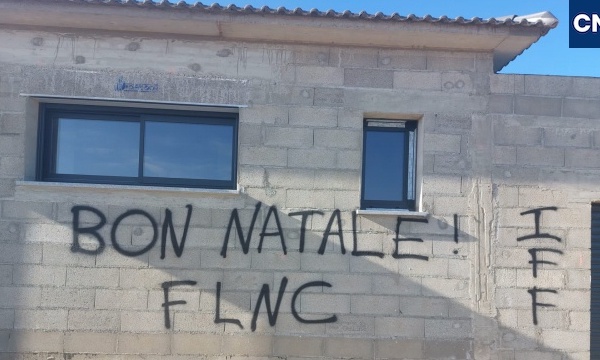 CN
BON NATALE !
FLNC
IFF